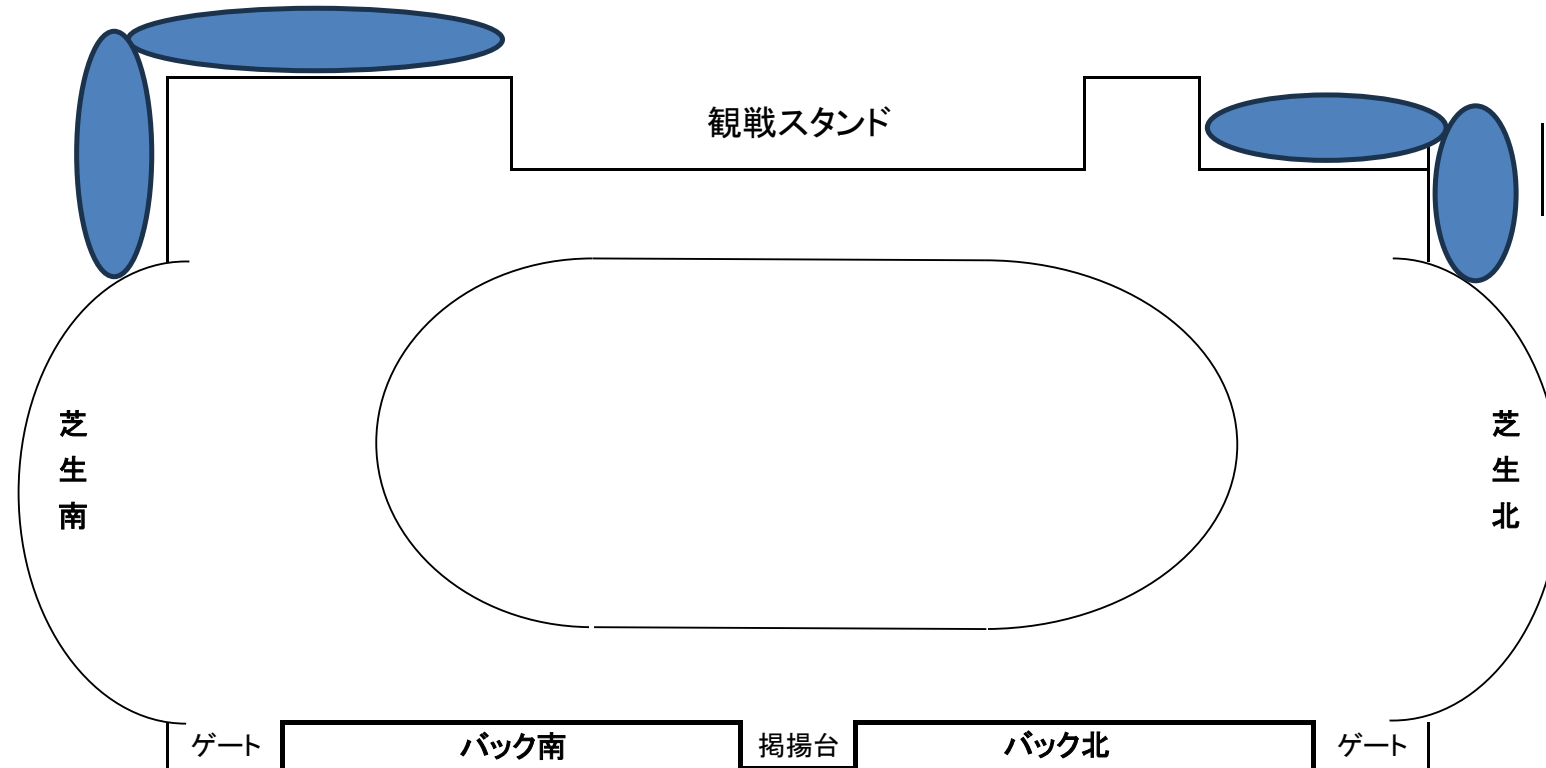 観戦スタンド
芝生南
芝生北
ゲート
バック南
掲揚台
バック北
ゲート